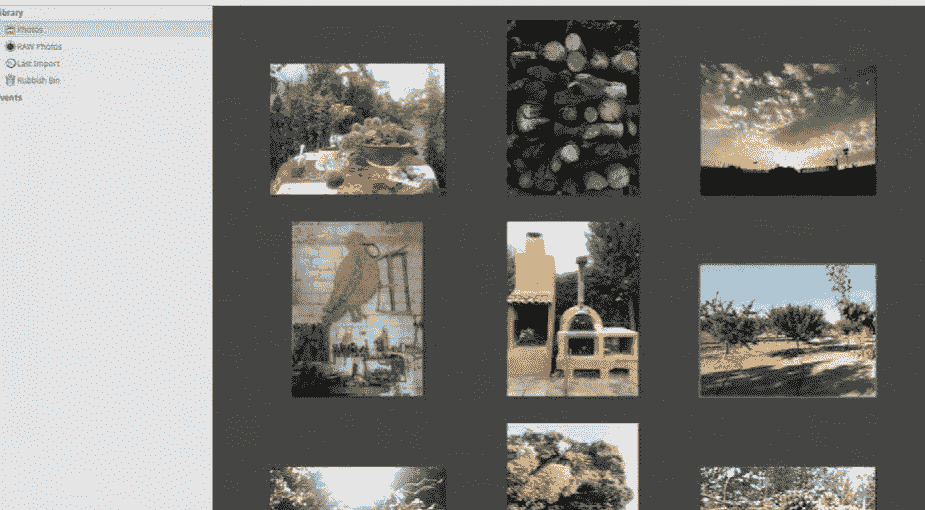 ibrary
Photos
RAW Photos
Last Import
Rubbish Bin
vents